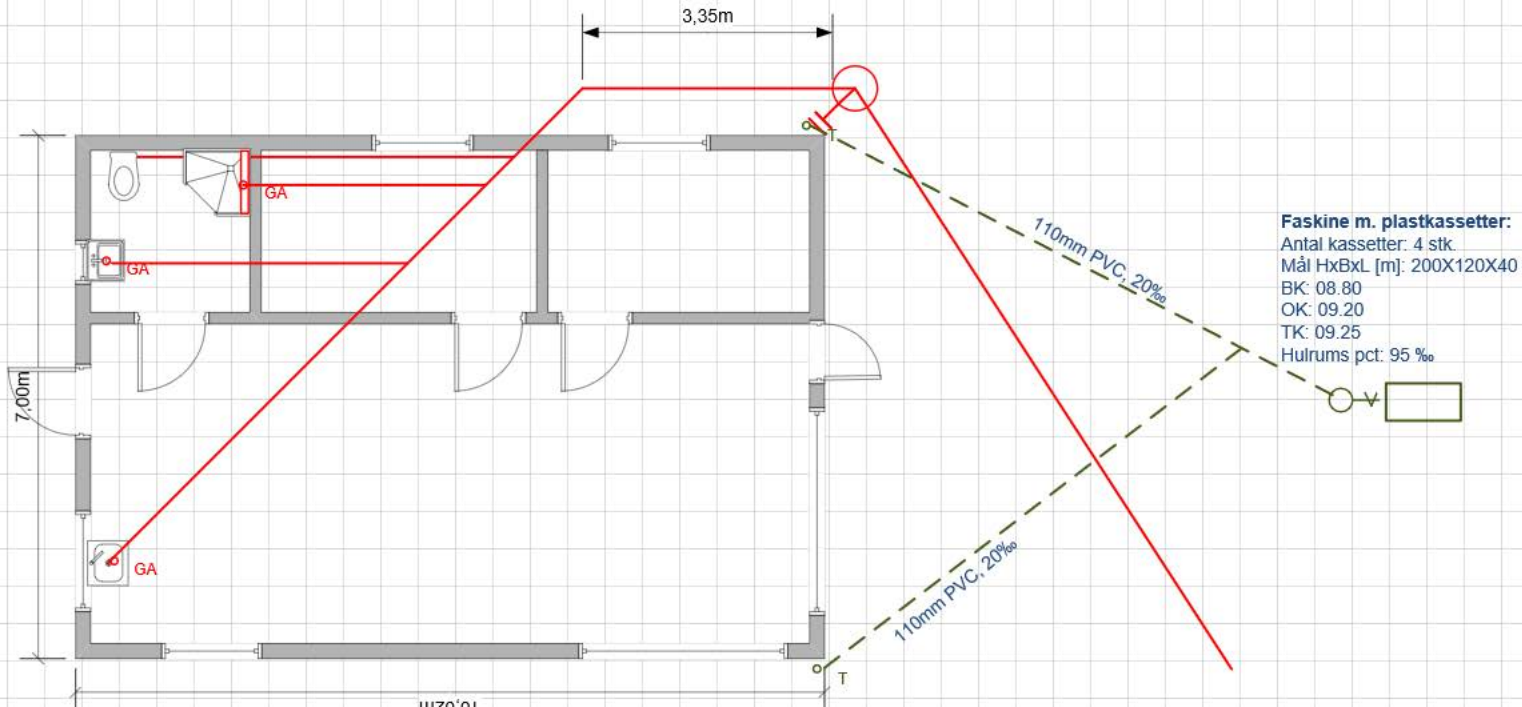 3,35m
T
GA
110mm PVC, 20‰
Faskine m. plastkassetter:
Antal kassetter: 4 stk.
Mål HxBxL [m]: 200X120X40
BK: 08.80
OK: 09.20
TK: 09.25
Hulrums pct: 95 ‰
GA
7,00m
GA
110mm PVC, 20‰
T